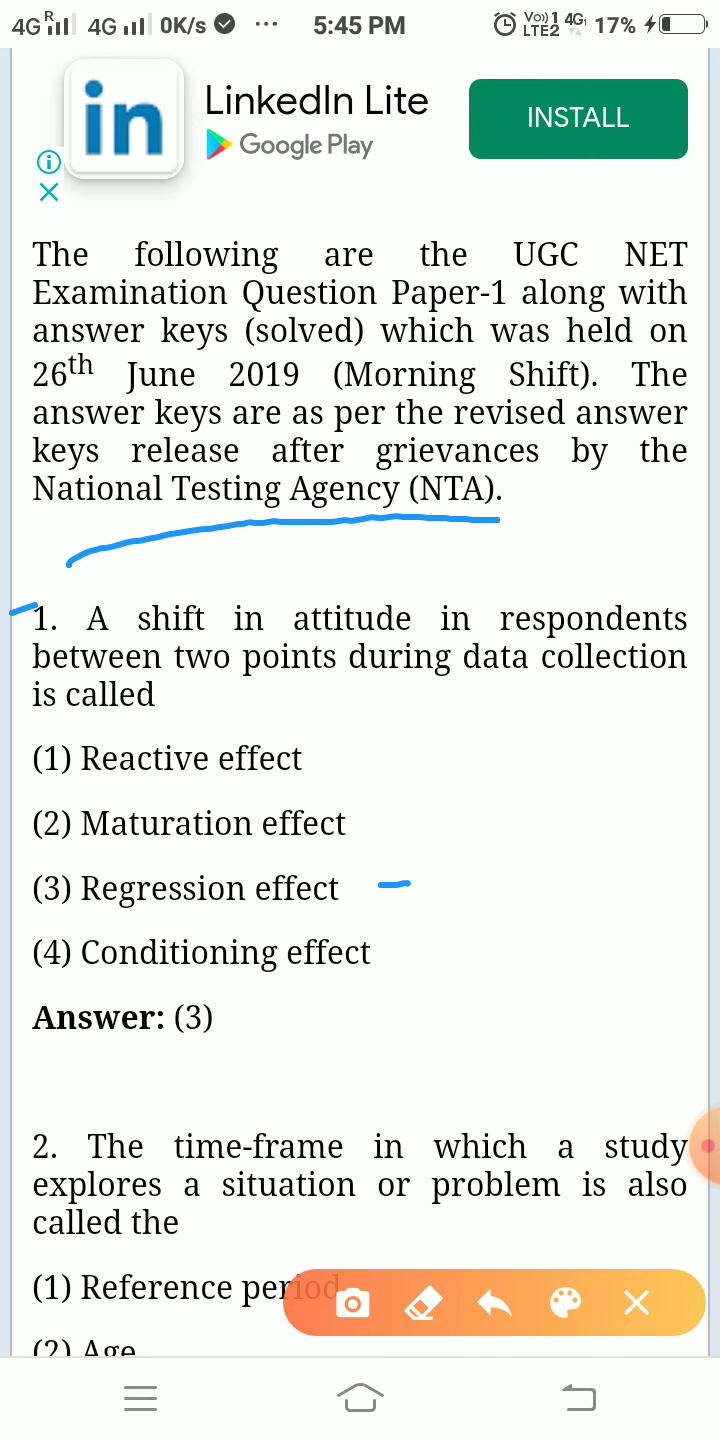 4G R 4G 0K/s ... 5:45 PM Vo)) 1 4G LTE2 17%
in LinkedIn Lite INSTALL
Google Play
The following are the UGC NET
Examination Question Paper-1 along with
answer keys (solved) which was held on
26th June 2019 (Morning Shift). The
answer keys are as per the revised answer
keys release after grievances by the
National Testing Agency (NTA).
1. A shift in attitude in respondents
between two points during data collection
is called
(1) Reactive effect
(2) Maturation effect
(3) Regression effect
(4) Conditioning effect
Answer: (3)
2. The time-frame in which a study
explores a situation or problem is also
called the
(1) Reference period
(2) Age